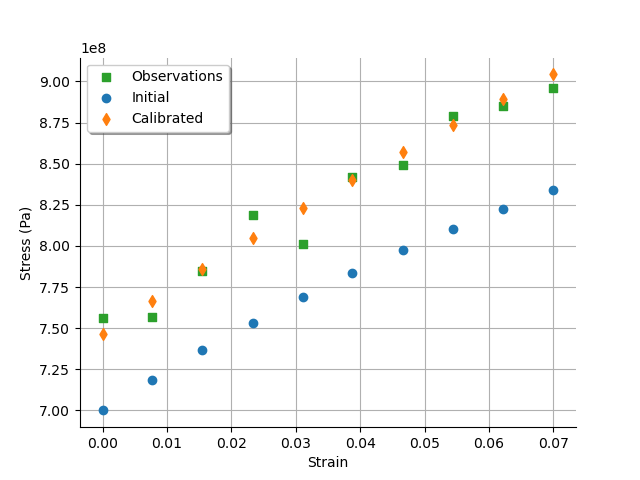 1e8
Observations
Initial
Calibrated
9.00
8.75
8.50
8.25
8.00
7.75
7.50
7.25
7.00
Stress (Pa)
0.00 0.01 0.02 0.03 0.04 0.05 0.06 0.07
Strain